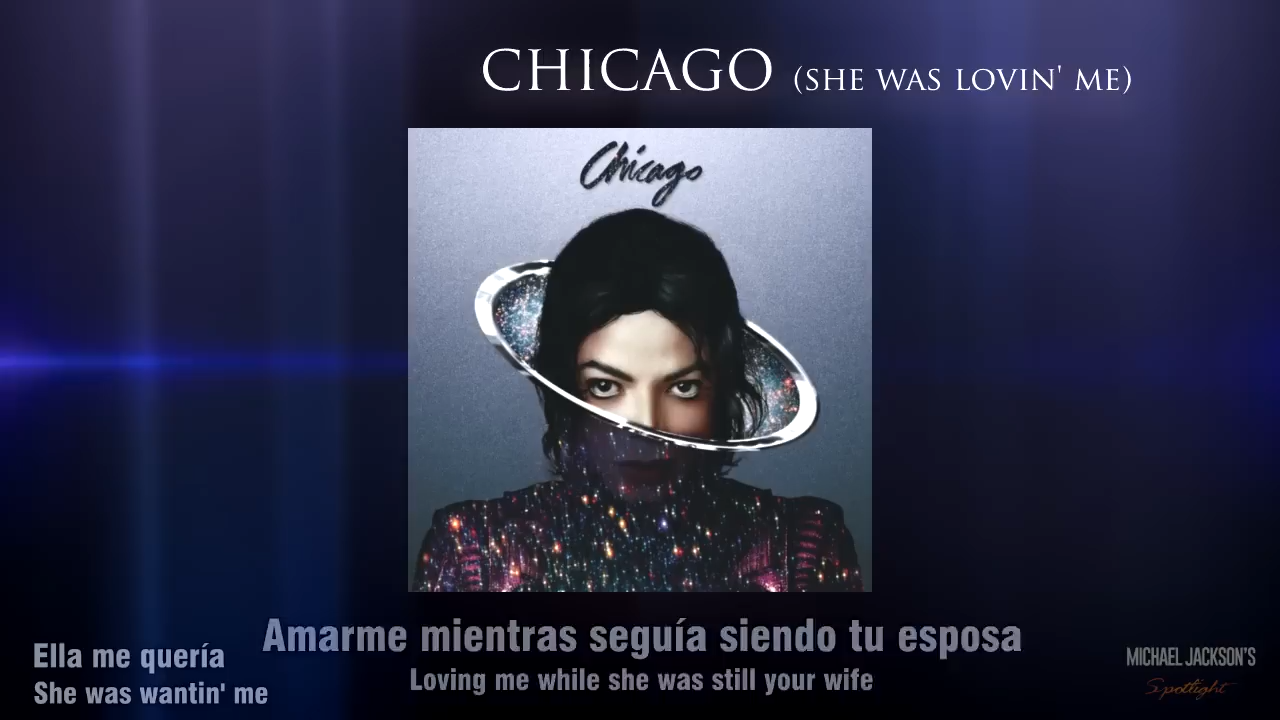 CHICAGO (SHE WAS LOVIN' ME)
Chicago
Amarme mientras seguía siendo tu esposa
Loving me while she was still your wife
Ella me quería
She was wantin' me
MICHAEL JACKSON'S
Spotlight